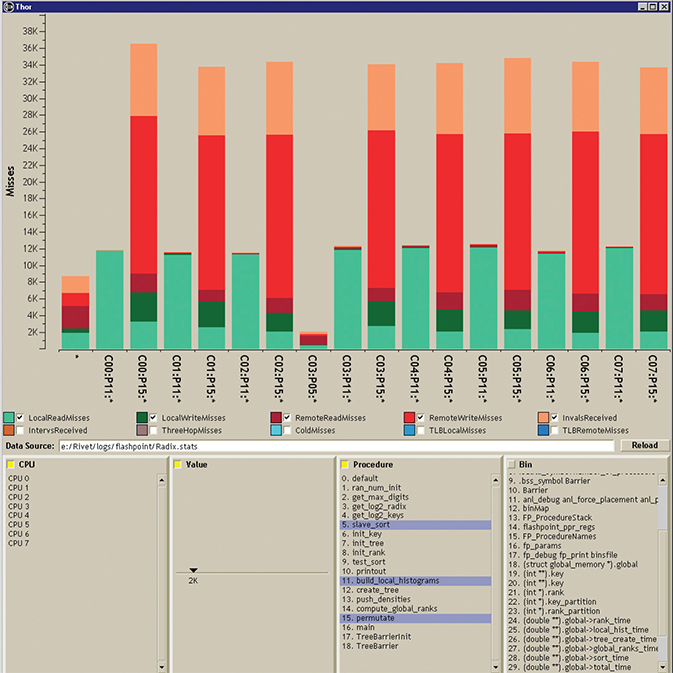 Thor
38K
36K
34K
32K
30K
28K
26K
24K
22K
20K
18K
16K
14K
12K
10K
8K
6K
4K
2K
Misses
*
C00:P11:*
C00:P15:*
C01:P11:*
C01:P15:*
C02:P11:*
C02:P15:*
C03:P05:*
C03:P11:*
C03:P15:*
C04:P11:*
C04:P15:*
C05:P11:*
C05:P15:*
C06:P11:*
C06:P15:*
C07:P11:*
C07:P15:*
LocalReadMisses LocalWriteMisses RemoteReadMisses RemoteWriteMisses InvalsReceived
IntervsReceived ThreeHopMisses ColdMisses TLBLocalMisses TLBRemoteMisses
Data Source: e:/Rivet/logs/flashpoint/Radix.stats Reload
CPU
CPU 0
CPU 1
CPU 2
CPU 3
CPU 4
CPU 5
CPU 6
CPU 7
Value
2K
Procedure
0. default
1. ran_num_init
2. get_max_digits
3. get_log2_radix
4. get_log2_keys
5. slave_sort
6. init_key
7. init_tree
8. init_rank
9. test_sort
10. printout
11. build_local_histograms
12. create_tree
13. push_densities
14. compute_global_ranks
15. permutate
16. main
17. TreeBarrierInit
18. TreeBarrier
Bin
9. .bss_symbol Barrier
10. Barrier
11. anl_debug anl_force_placement anl_p
12. binMap
13. FP_ProcedureStack
14. flashpoint_ppr_regs
15. FP_ProcedureNames
16. fp_params
17. fp_debug fp_print binsfile
18. (struct global_memory *).global
19. (int **).key
20. (int *).key
21. (int *).rank
22. (int *).key_partition
23. (int *).rank_partition
24. (double **).global->rank_time
25. (double **).global->local_hist_time
26. (double **).global->tree_create_time
27. (double **).global->global_ranks_time
28. (double **).global->sort_time
29. (double **).global->total_time